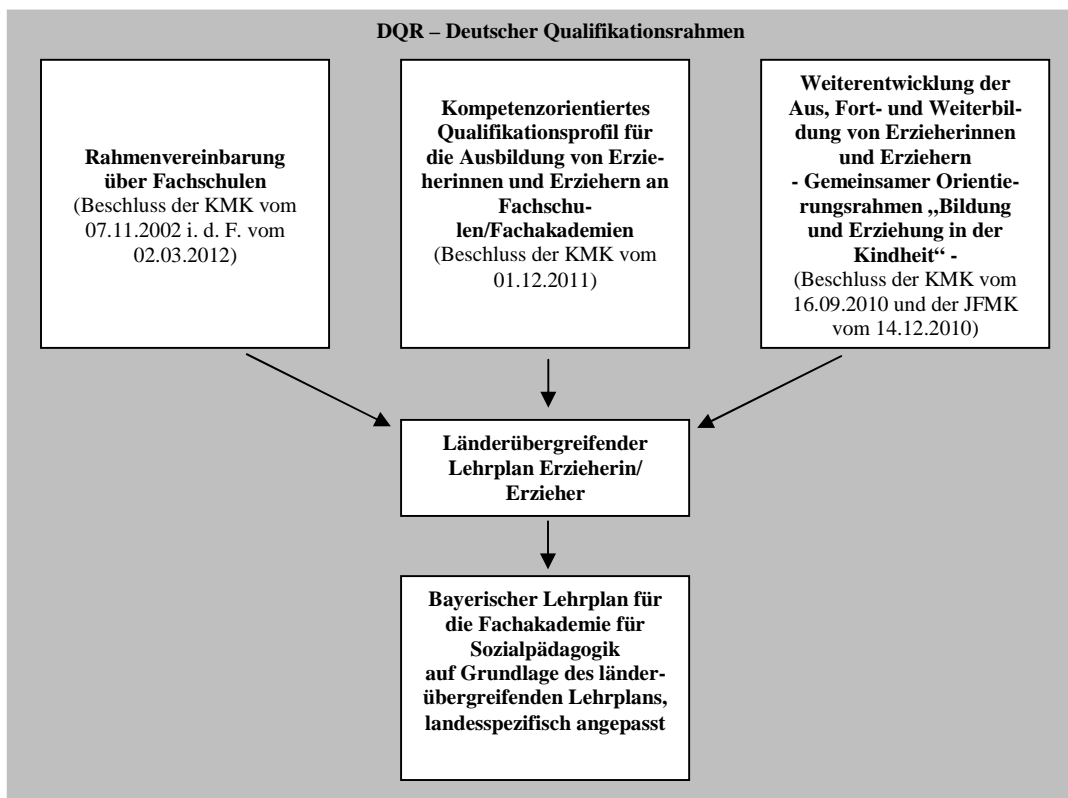 DQR – Deutscher Qualifikationsrahmen
Rahmenvereinbarung
über Fachschulen
(Beschluss der KMK vom
07.11.2002 i. d. F. vom
02.03.2012)
Kompetenzorientiertes
Qualifikationsprofil für
die Ausbildung von Erzie-
herinnen und Erziehern an
Fachschu-
len/Fachakademien
(Beschluss der KMK vom
01.12.2011)
Weiterentwicklung der
Aus, Fort- und Weiterbil-
dung von Erzieherinnen
und Erziehern
- Gemeinsamer Orientie-
rungsrahmen „Bildung
und Erziehung in der
Kindheit“ -
(Beschluss der KMK vom
16.09.2010 und der JFMK
vom 14.12.2010)
Länderübergreifender
Lehrplan Erzieherin/
Erzieher
Bayerischer Lehrplan für
die Fachakademie für
Sozialpädagogik
auf Grundlage des länder-
übergreifenden Lehrplans,
landesspezifisch angepasst